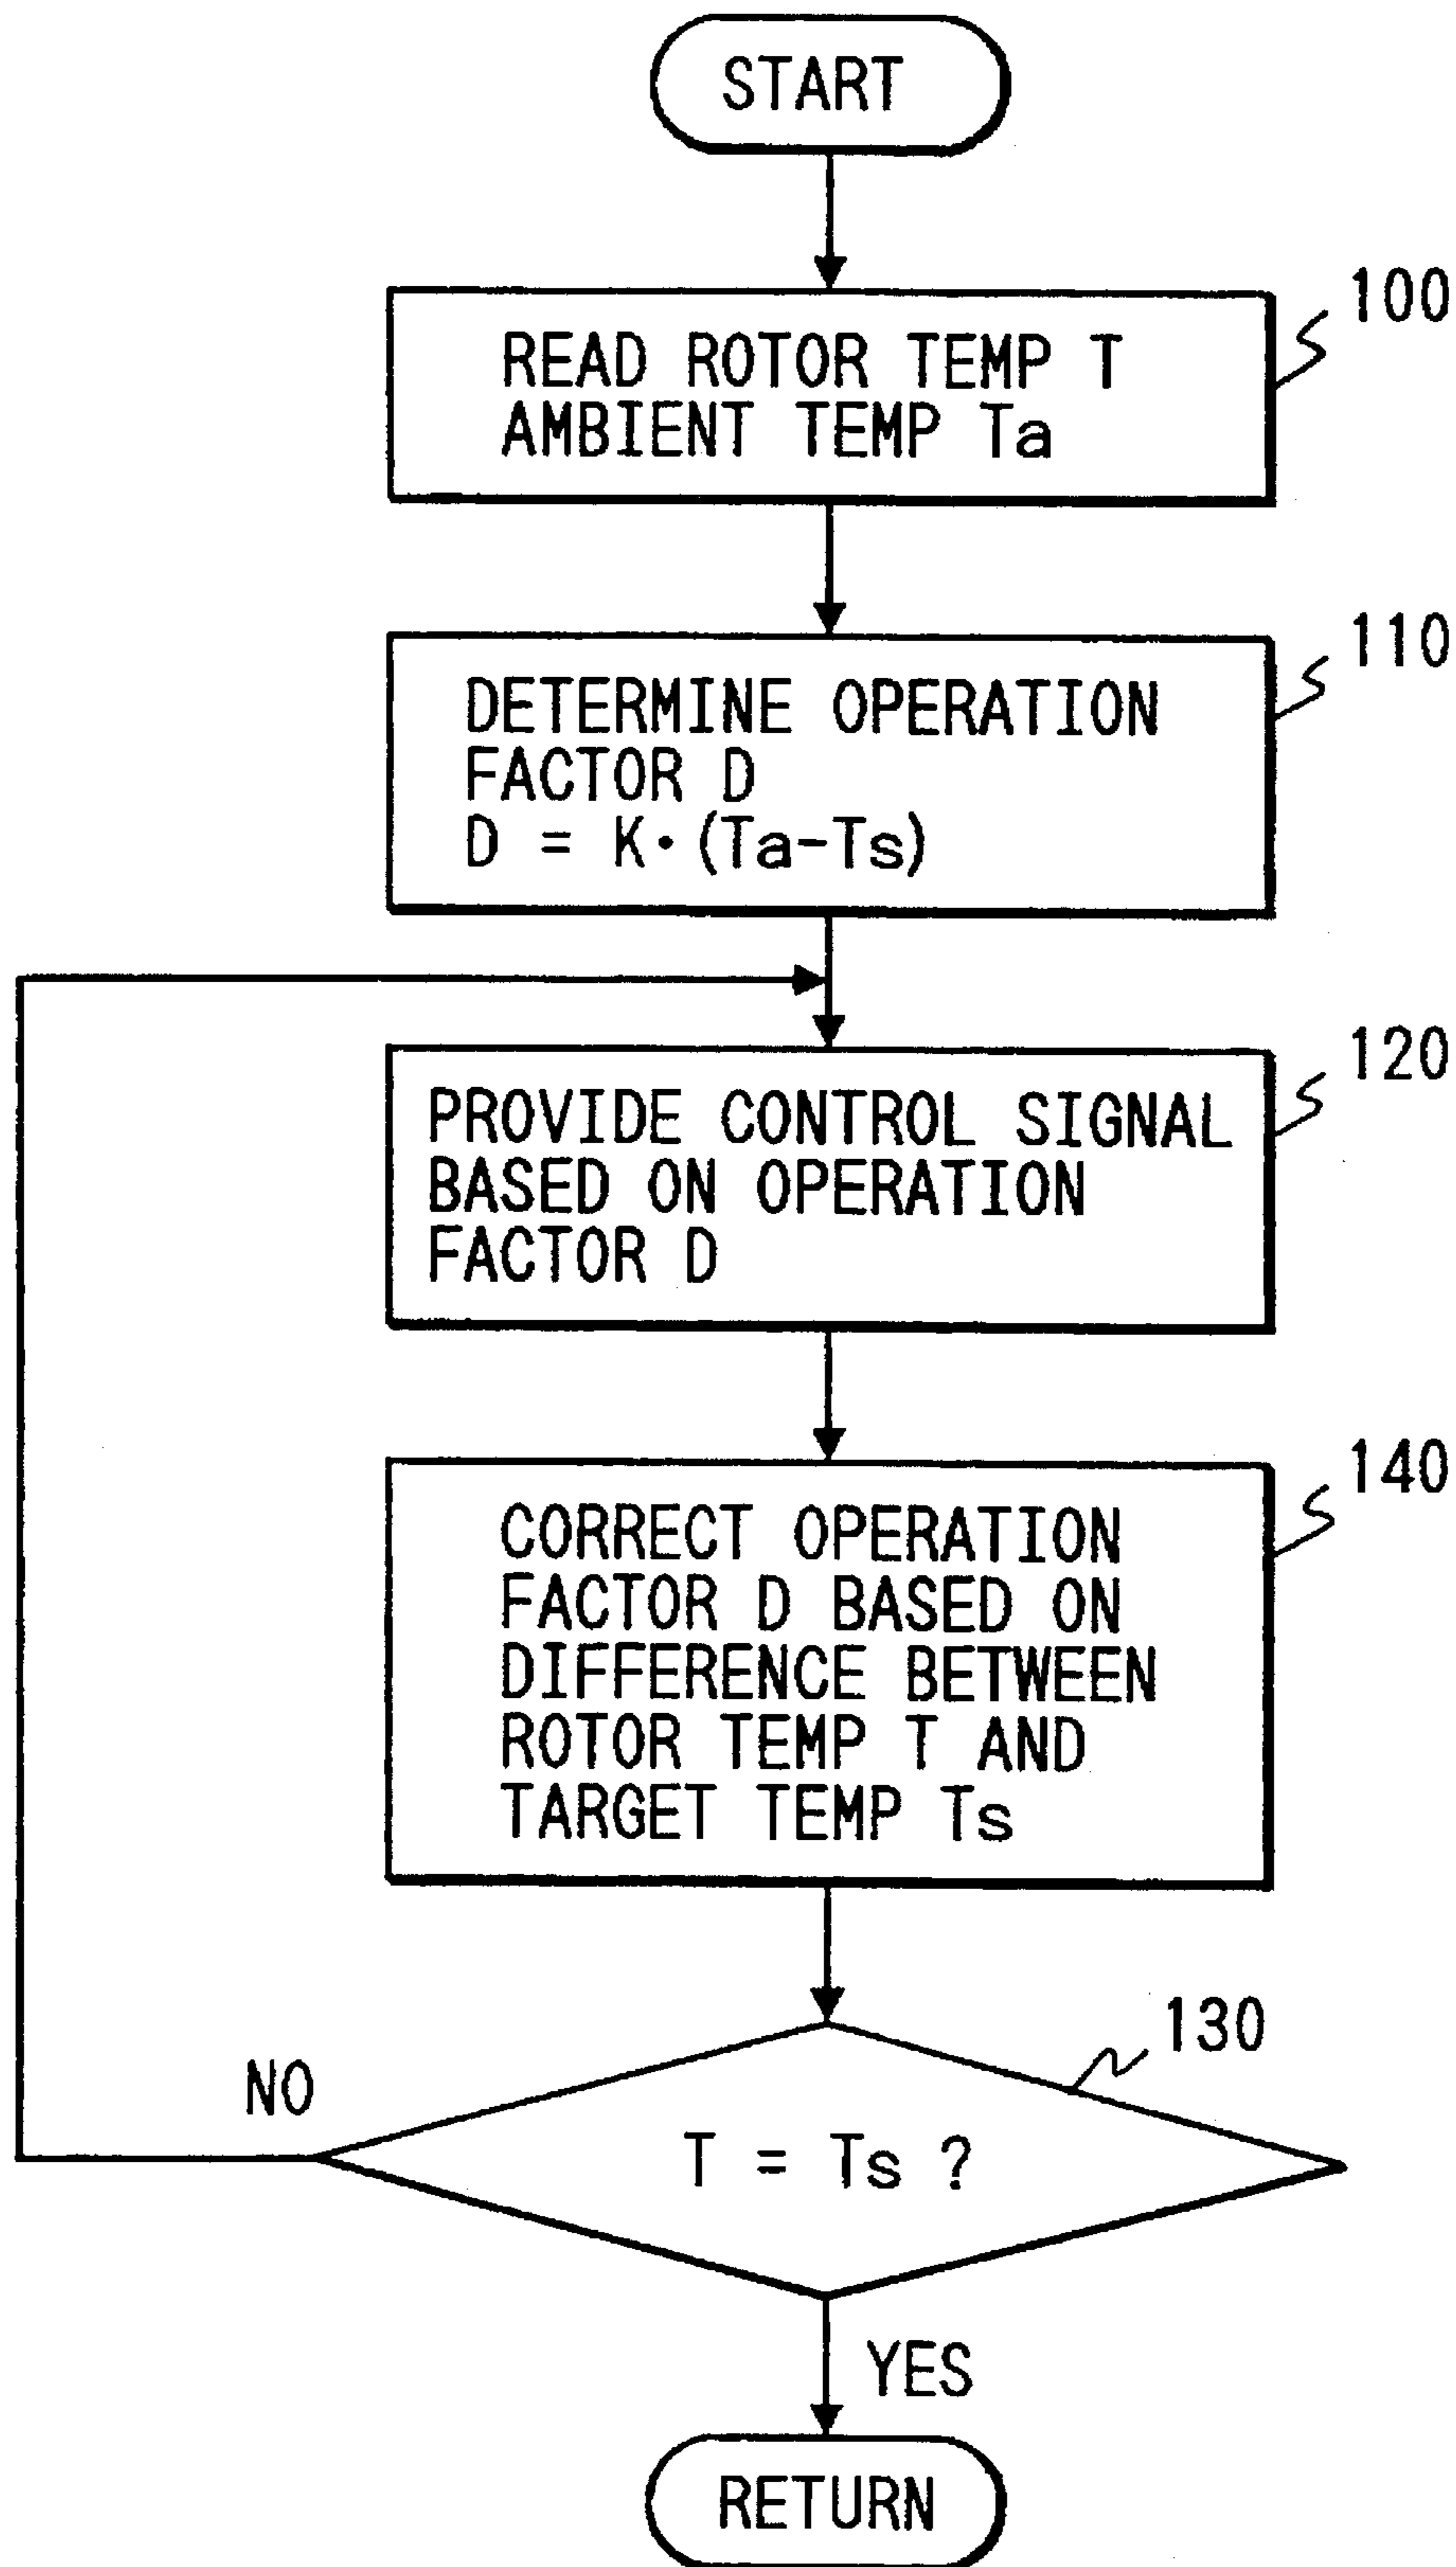 START
100
READ ROTOR TEMP T
AMBIENT TEMP Ta
110
DETERMINE OPERATION
FACTOR D
D = K·(Ta-Ts)
120
PROVIDE CONTROL SIGNAL
BASED ON OPERATION
FACTOR D
140
CORRECT OPERATION
FACTOR D BASED ON
DIFFERENCE BETWEEN
ROTOR TEMP T AND
TARGET TEMP Ts
130
NO
T = Ts ?
YES
RETURN